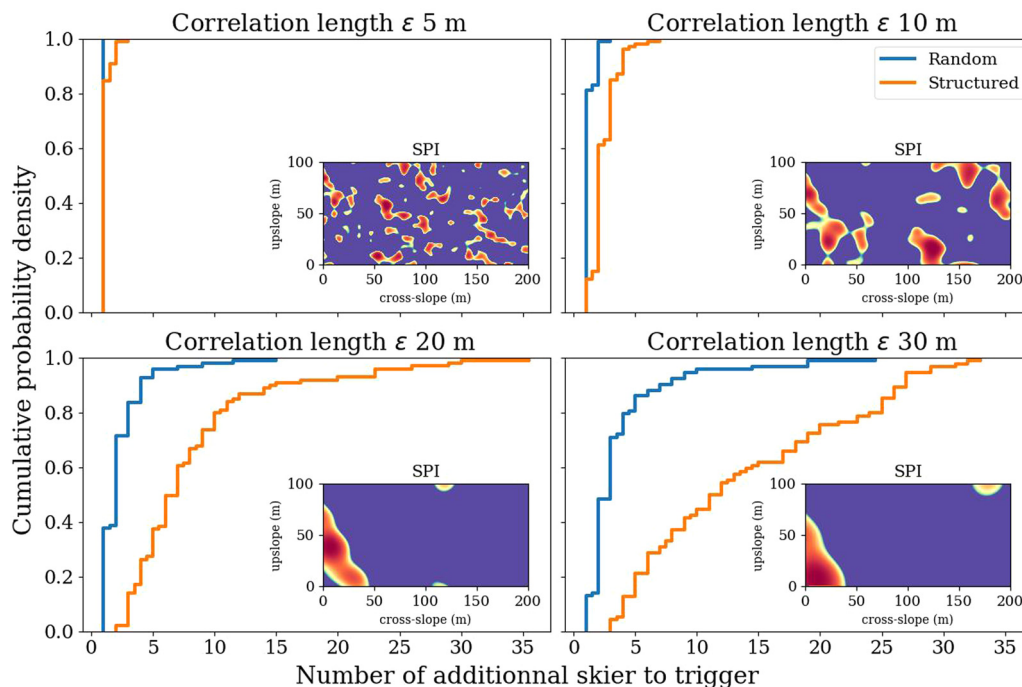 Correlation length ε 5 m
Correlation length ε 10 m
1.0
0.8
0.6
0.4
0.2
0.0
Cumulative probability density
SPI
100
50
0
upslope (m)
0 50 100 150 200
cross-slope (m)
Random
Structured
SPI
100
50
0
upslope (m)
0 50 100 150 200
cross-slope (m)
Correlation length ε 20 m
Correlation length ε 30 m
1.0
0.8
0.6
0.4
0.2
0.0
SPI
100
50
0
upslope (m)
0 50 100 150 200
cross-slope (m)
SPI
100
50
0
upslope (m)
0 50 100 150 200
cross-slope (m)
0 5 10 15 20 25 30 35
0 5 10 15 20 25 30 35
Number of additionnal skier to trigger